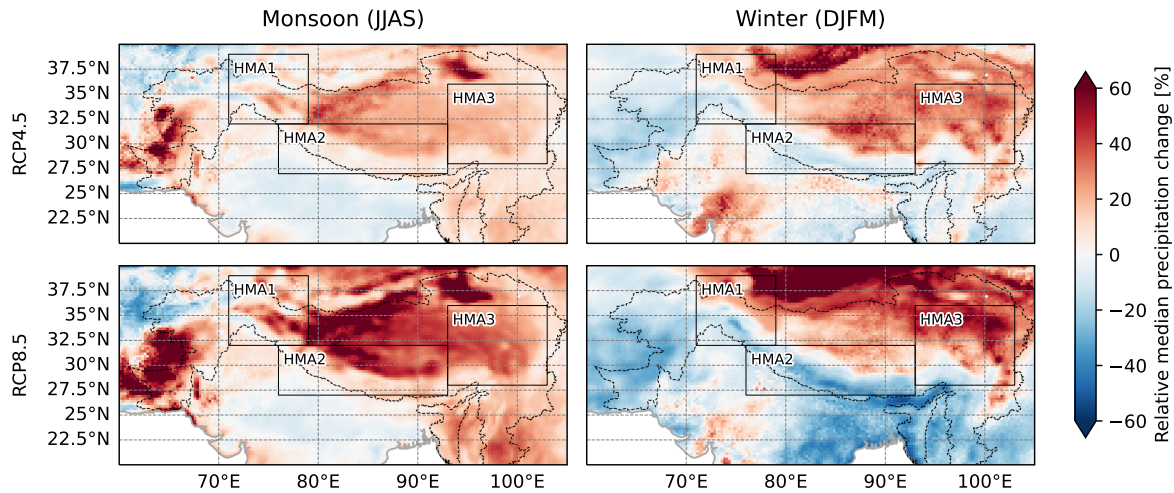 Monsoon (JJAS)
Winter (DJFM)
RCP4.5
37.5°N
35°N
32.5°N
30°N
27.5°N
25°N
22.5°N
HMA1
HMA2
HMA3
HMA1
HMA2
HMA3
RCP8.5
37.5°N
35°N
32.5°N
30°N
27.5°N
25°N
22.5°N
HMA1
HMA2
HMA3
HMA1
HMA2
HMA3
70°E 80°E 90°E 100°E
70°E 80°E 90°E 100°E
60
40
20
0
−20
−40
−60
Relative median precipitation change [%]